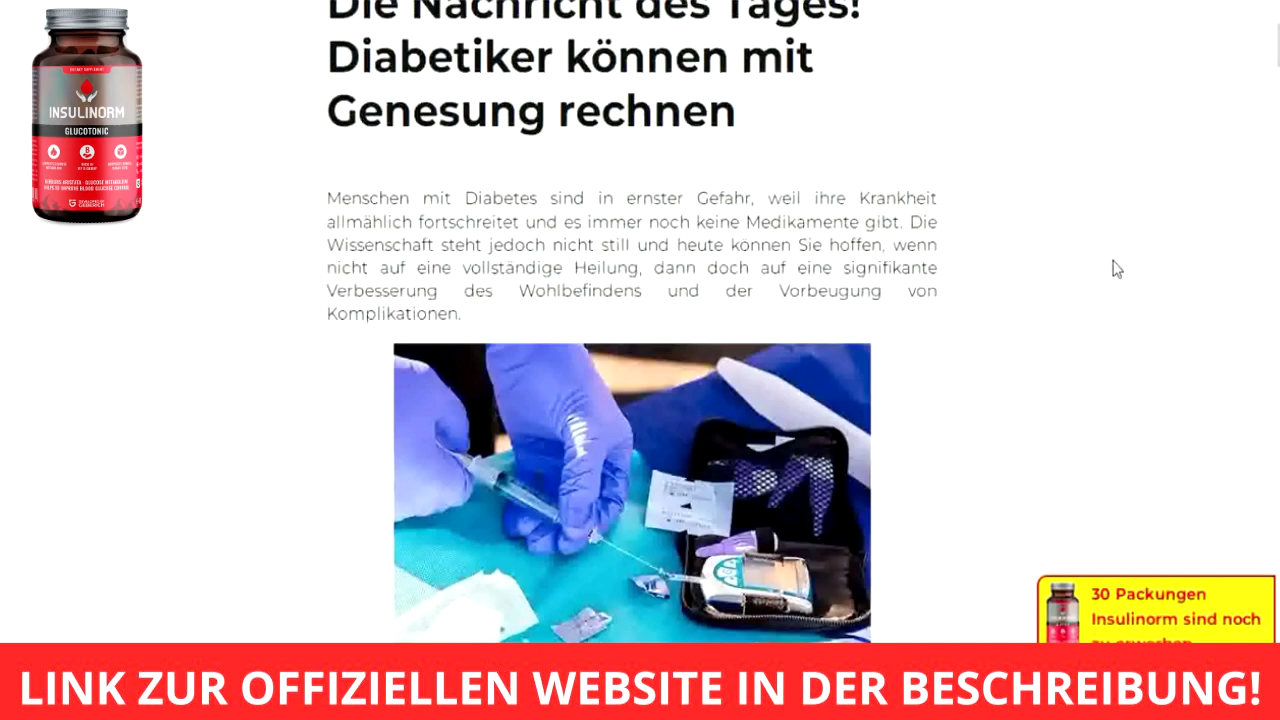 Die Nachricht des Tages!
Diabetiker können mit
Genesung rechnen
INSULINORM
GLUCOTONIC
Menschen mit Diabetes sind in ernster Gefahr, weil ihre Krankheit
allmählich fortschreitet und es immer noch keine Medikamente gibt. Die
Wissenschaft steht jedoch nicht still und heute können Sie hoffen, wenn
nicht auf eine vollständige Heilung, dann doch auf eine signifikante
Verbesserung des Wohlbefindens und der Vorbeugung von
Komplikationen.
30 Packungen
Insulinorm sind noch
LINK ZUR OFFIZIELLEN WEBSITE IN DER BESCHREIBUNG!